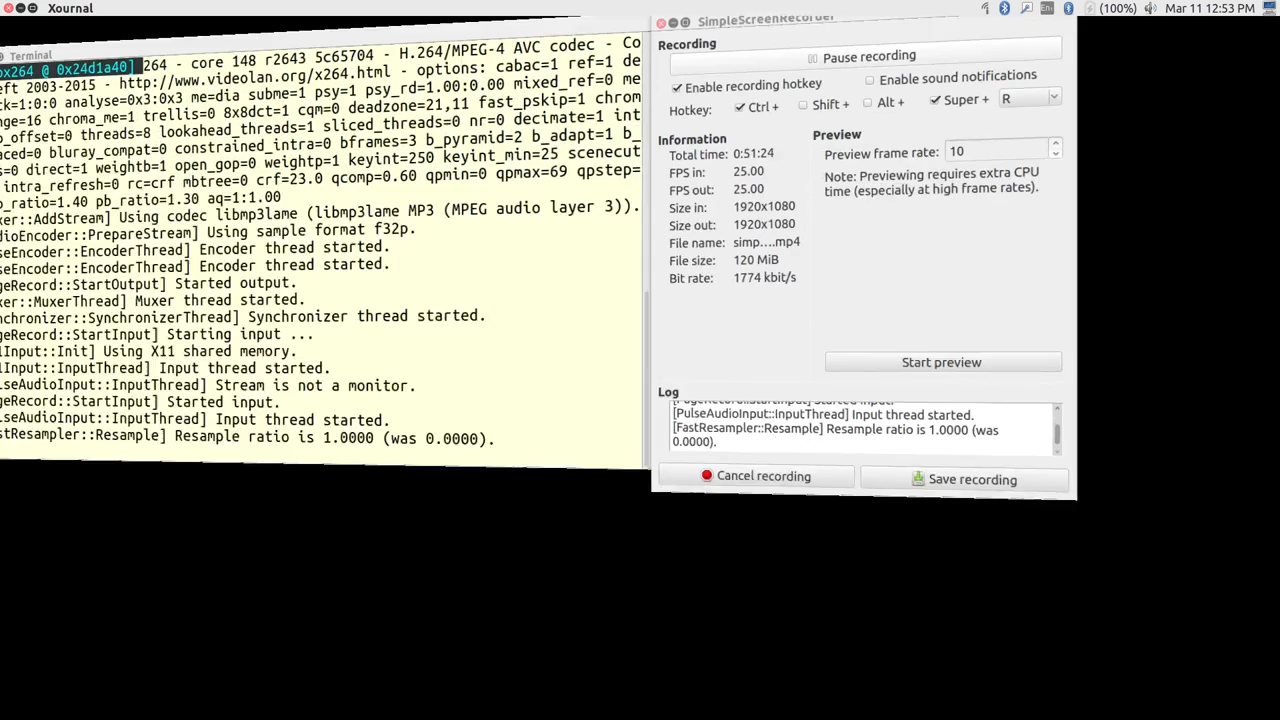 Xournal
En
(100%)
Mar 11 12:53 PM
Terminal
ox264 @ 0x24d1a40] 264 - core 148 r2643 5c65704 - H.264/MPEG-4 AVC codec - Co
eft 2003-2015 - http://www.videolan.org/x264.html - options: cabac=1 ref=1 de
ck=1:0:0 analyse=0x3:0x3 me=dia subme=1 psy=1 psy_rd=1.00:0.00 mixed_ref=0 me
nge=16 chroma_me=1 trellis=0 8x8dct=1 cqm=0 deadzone=21,11 fast_pskip=1 chrom
p_offset=0 threads=8 lookahead_threads=1 sliced_threads=0 nr=0 decimate=1 int
aced=0 bluray_compat=0 constrained_intra=0 bframes=3 b_pyramid=2 b_adapt=1 b_
s=0 direct=1 weightb=1 open_gop=0 weightp=1 keyint=250 keyint_min=25 scenecut
intra_refresh=0 rc=crf mbtree=0 crf=23.0 qcomp=0.60 qpmin=0 qpmax=69 qpstep=
p_ratio=1.40 pb_ratio=1.30 aq=1:1.00
xer::AddStream] Using codec libmp3lame (libmp3lame MP3 (MPEG audio layer 3)).
dioEncoder::PrepareStream] Using sample format f32p.
seEncoder::EncoderThread] Encoder thread started.
seEncoder::EncoderThread] Encoder thread started.
geRecord::StartOutput] Started output.
xer::MuxerThread] Muxer thread started.
nchronizer::SynchronizerThread] Synchronizer thread started.
geRecord::StartInput] Starting input ...
lInput::Init] Using X11 shared memory.
lInput::InputThread] Input thread started.
lseAudioInput::InputThread] Stream is not a monitor.
geRecord::StartInput] Started input.
lseAudioInput::InputThread] Input thread started.
stResampler::Resample] Resample ratio is 1.0000 (was 0.0000).
SimpleScreenRecorder
Recording
Pause recording
Enable recording hotkey
Enable sound notifications
Hotkey: Ctrl + Shift + Alt + Super + R
Information
Total time: 0:51:24
FPS in: 25.00
FPS out: 25.00
Size in: 1920x1080
Size out: 1920x1080
File name: simp....mp4
File size: 120 MiB
Bit rate: 1774 kbit/s
Preview
Preview frame rate: 10
Note: Previewing requires extra CPU
time (especially at high frame rates).
Start preview
Log
[PageRecord::StartInput] Started input.
[PulseAudioInput::InputThread] Input thread started.
[FastResampler::Resample] Resample ratio is 1.0000 (was
0.0000).
Cancel recording
Save recording